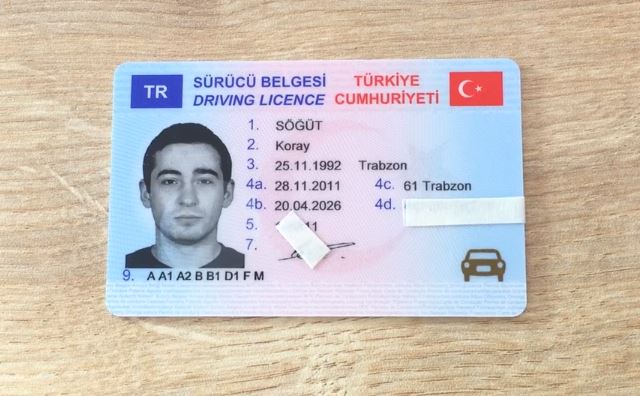 TR
SÜRÜCÜ BELGESİ
DRIVING LICENCE
TÜRKİYE
CUMHURİYETİ
1. SÖĞÜT
2. Koray
3. 25.11.1992 Trabzon
4a. 28.11.2011 4c. 61 Trabzon
4b. 20.04.2026 4d.
5. 11
7.
9. A A1 A2 B B1 D1 F M